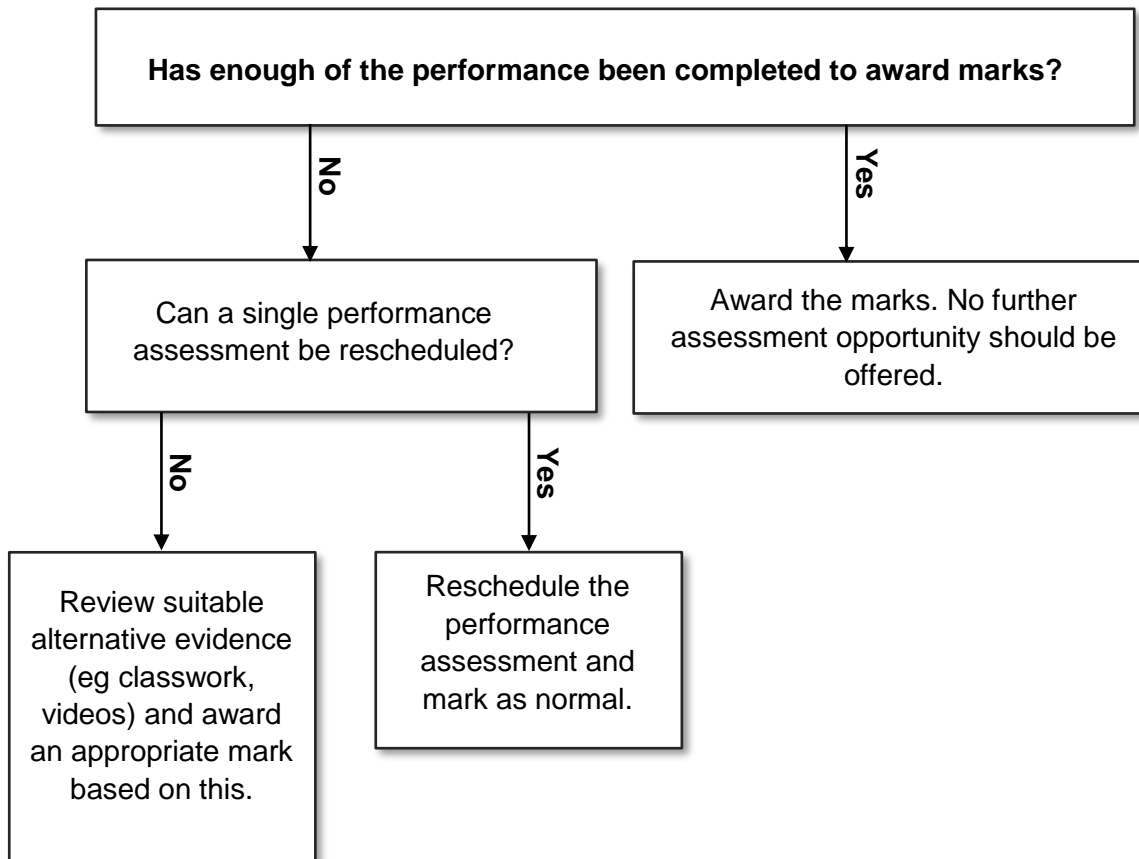 Has enough of the performance been completed to award marks?
No
Yes
Can a single performance
assessment be rescheduled?
Award the marks. No further
assessment opportunity should be
offered.
No
Yes
Review suitable
alternative evidence
(eg classwork,
videos) and award
an appropriate mark
based on this.
Reschedule the
performance
assessment and
mark as normal.